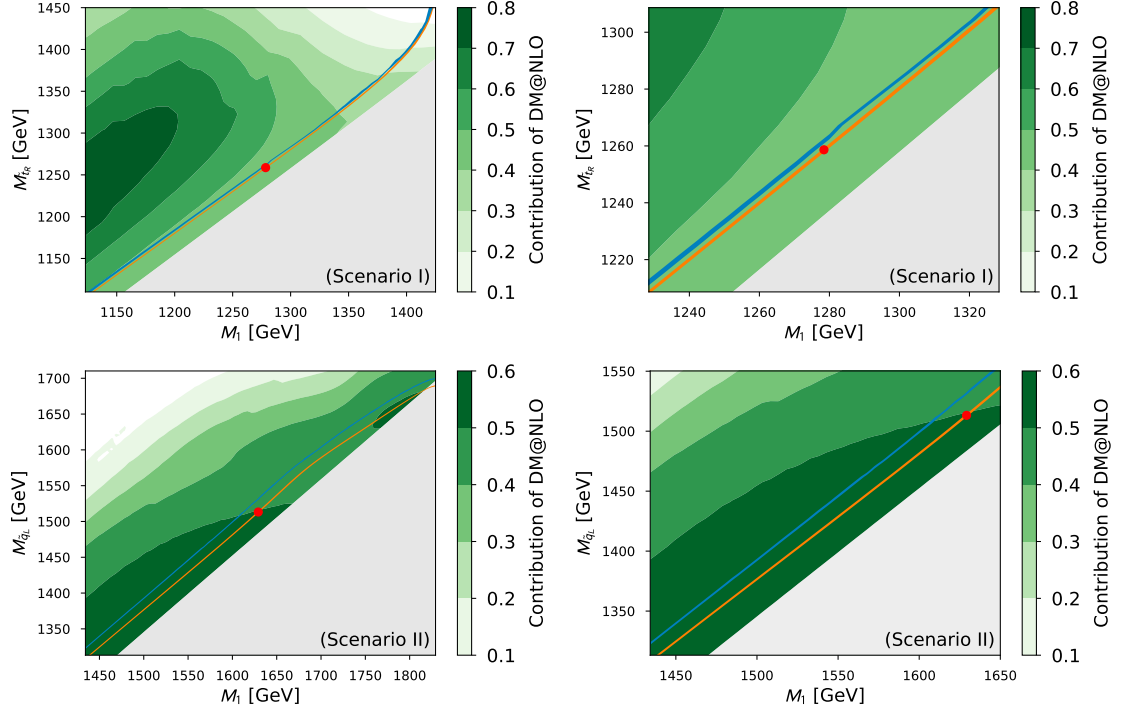 1450
1400
1350
1300
1250
1200
1150
M_{\tilde{t}_R} [GeV]
1150 1200 1250 1300 1350 1400
M_1 [GeV]
(Scenario I)
0.8
0.7
0.6
0.5
0.4
0.3
0.2
0.1
Contribution of DM@NLO
1300
1280
1260
1240
1220
M_{\tilde{t}_R} [GeV]
1240 1260 1280 1300 1320
M_1 [GeV]
(Scenario I)
0.8
0.7
0.6
0.5
0.4
0.3
0.2
0.1
Contribution of DM@NLO
1700
1650
1600
1550
1500
1450
1400
1350
M_{\tilde{q}_L} [GeV]
1450 1500 1550 1600 1650 1700 1750 1800
M_1 [GeV]
(Scenario II)
0.6
0.5
0.4
0.3
0.2
0.1
Contribution of DM@NLO
1550
1500
1450
1400
1350
M_{\tilde{q}_L} [GeV]
1450 1500 1550 1600 1650
M_1 [GeV]
(Scenario II)
0.6
0.5
0.4
0.3
0.2
0.1
Contribution of DM@NLO